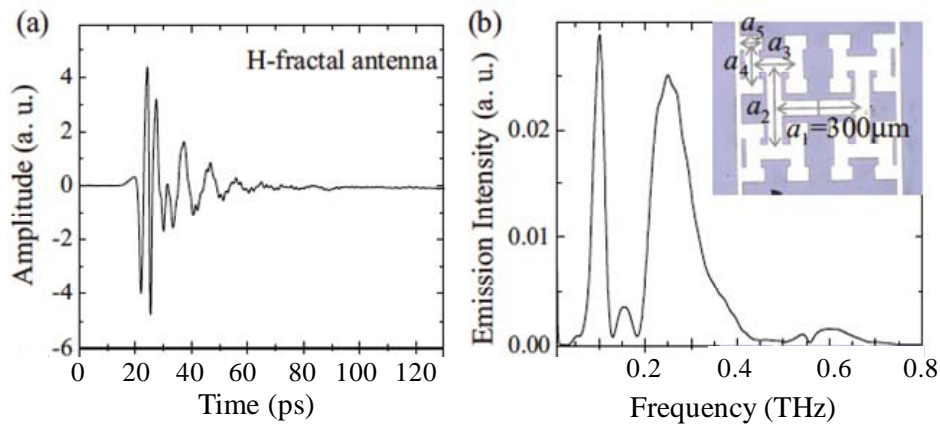 (a)
H-fractal antenna
Amplitude (a. u.)
4
2
0
-2
-4
-6
0 20 40 60 80 100 120
Time (ps)
(b)
Emission Intensity (a. u.)
0.02
0.01
0.00
0.2 0.4 0.6 0.8
Frequency (THz)
a5
a3
a4
a2
a1=300μm